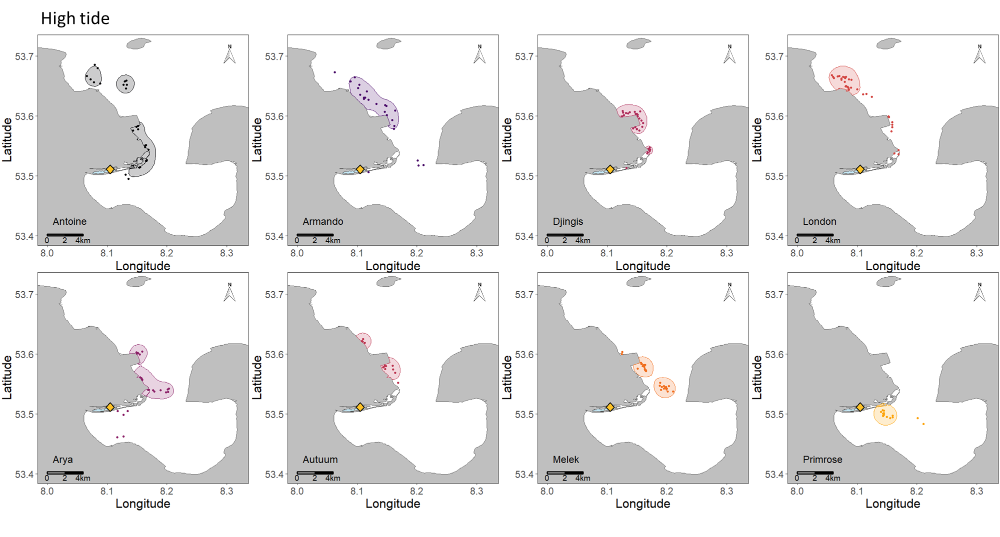 High tide
N
N
N
N
53.7
53.6
53.5
53.4
Latitude
Antoine
0 2 4km
8.0 8.1 8.2 8.3
Longitude
53.7
53.6
53.5
53.4
Latitude
Armando
0 2 4km
8.0 8.1 8.2 8.3
Longitude
53.7
53.6
53.5
53.4
Latitude
Djingis
0 2 4km
8.0 8.1 8.2 8.3
Longitude
53.7
53.6
53.5
53.4
Latitude
London
0 2 4km
8.0 8.1 8.2 8.3
Longitude
N
N
N
N
53.7
53.6
53.5
53.4
Latitude
Arya
0 2 4km
8.0 8.1 8.2 8.3
Longitude
53.7
53.6
53.5
53.4
Latitude
Autuum
0 2 4km
8.0 8.1 8.2 8.3
Longitude
53.7
53.6
53.5
53.4
Latitude
Melek
0 2 4km
8.0 8.1 8.2 8.3
Longitude
53.7
53.6
53.5
53.4
Latitude
Primrose
0 2 4km
8.0 8.1 8.2 8.3
Longitude